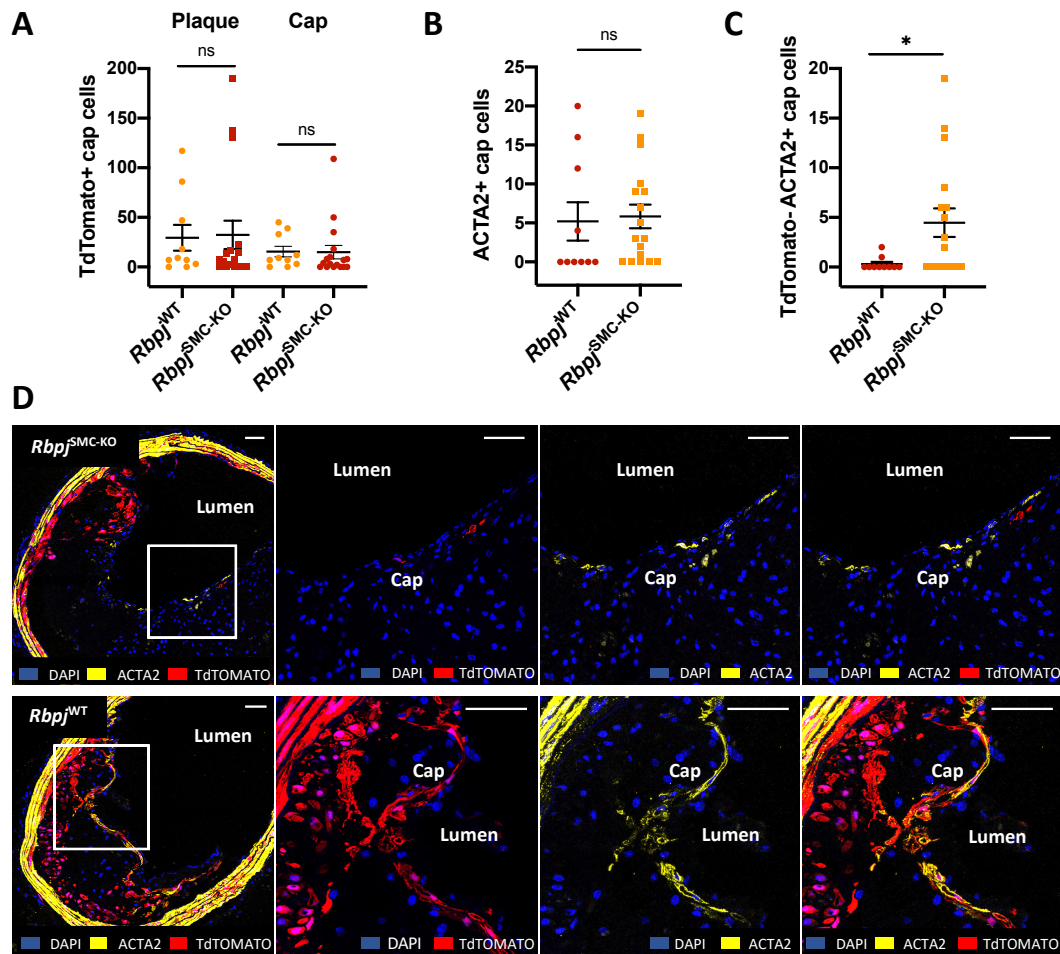 A
Plaque Cap
TdTomato+ cap cells
200
150
100
50
0
ns
ns
Rbpj^WT
Rbpj^SMC-KO
Rbpj^WT
Rbpj^SMC-KO
B
ACTA2+ cap cells
25
20
15
10
5
0
ns
Rbpj^WT
Rbpj^SMC-KO
C
TdTomato- ACTA2+ cap cells
20
15
10
5
0
*
Rbpj^WT
Rbpj^SMC-KO
D
Rbpj^SMC-KO
Lumen
DAPI ACTA2 TdTOMATO
Lumen
Cap
DAPI TdTOMATO
Lumen
Cap
DAPI ACTA2
Lumen
Cap
DAPI ACTA2 TdTOMATO
Rbpj^WT
Lumen
DAPI ACTA2 TdTOMATO
Cap
Lumen
DAPI TdTOMATO
Cap
Lumen
DAPI ACTA2
Cap
Lumen
DAPI ACTA2 TdTOMATO